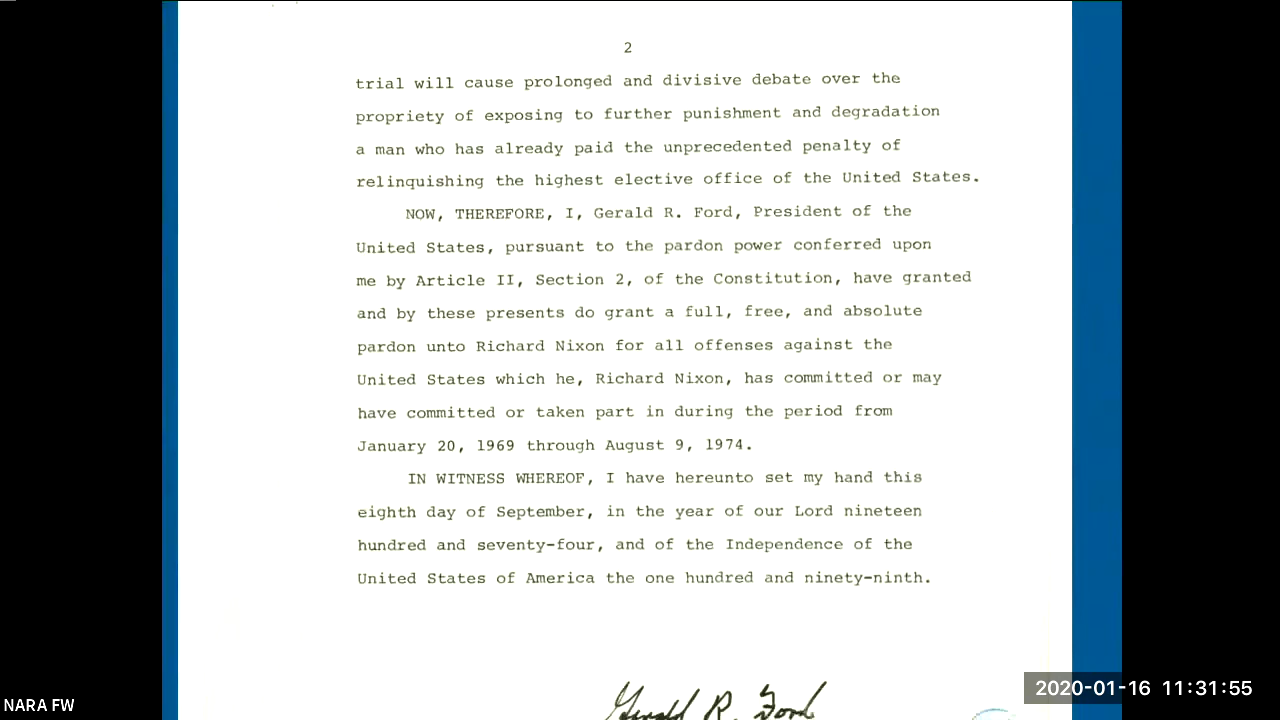 2
trial will cause prolonged and divisive debate over the
propriety of exposing to further punishment and degradation
a man who has already paid the unprecedented penalty of
relinquishing the highest elective office of the United States.
NOW, THEREFORE, I, Gerald R. Ford, President of the
United States, pursuant to the pardon power conferred upon
me by Article II, Section 2, of the Constitution, have granted
and by these presents do grant a full, free, and absolute
pardon unto Richard Nixon for all offenses against the
United States which he, Richard Nixon, has committed or may
have committed or taken part in during the period from
January 20, 1969 through August 9, 1974.
IN WITNESS WHEREOF, I have hereunto set my hand this
eighth day of September, in the year of our Lord nineteen
hundred and seventy-four, and of the Independence of the
United States of America the one hundred and ninety-ninth.
Gerald R. Ford
NARA FW
2020-01-16 11:31:55